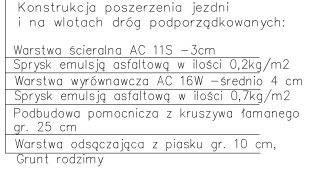 Konstrukcja poszerzenia jezdni
i na wlotach dróg podporządkowanych:
Warstwa ścieralna AC 11S -3cm
Sprysk emulsją asfaltową w ilości 0,2kg/m2
Warstwa wyrównawcza AC 16W -średnio 4 cm
Sprysk emulsją asfaltową w ilości 0,7kg/m2
Podbudowa pomocnicza z kruszywa łamanego
gr. 25 cm
Warstwa odsączająca z piasku gr. 10 cm,
Grunt rodzimy